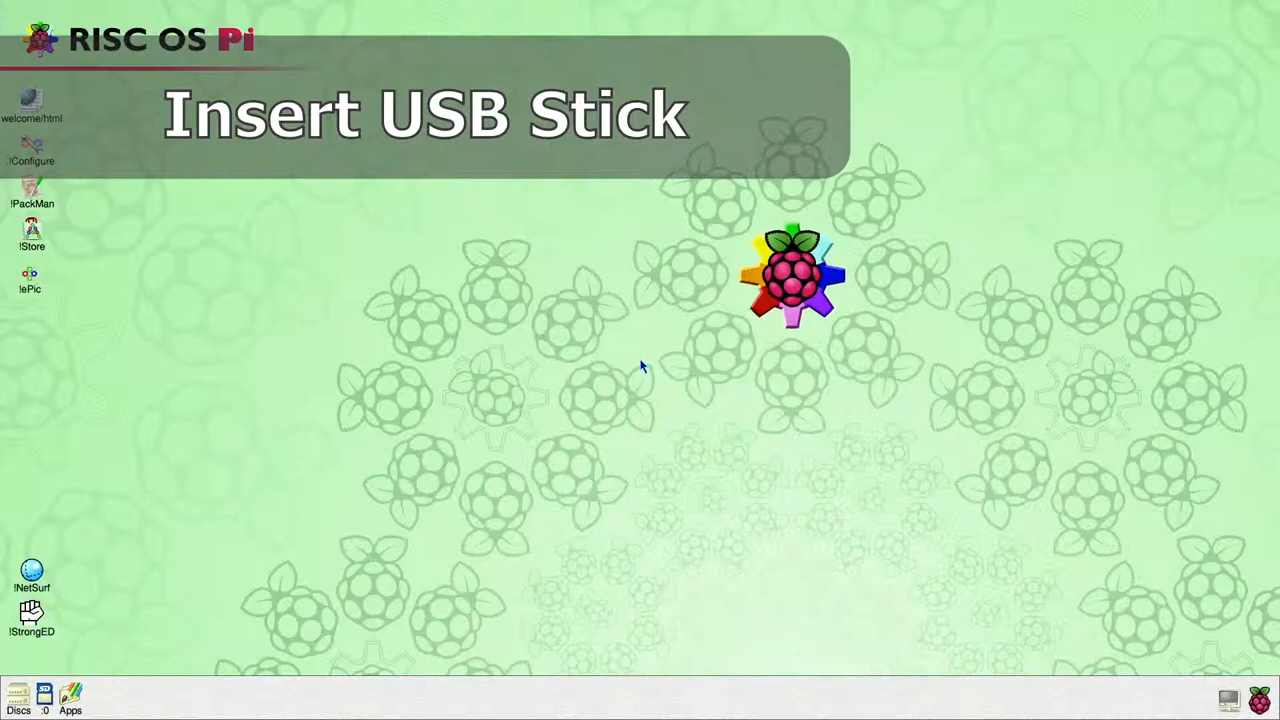 RISC OS Pi
Insert USB Stick
welcome/html
!Configure
!PackMan
!Store
!ePic
!NetSurf
!StrongED
Discs :0 Apps